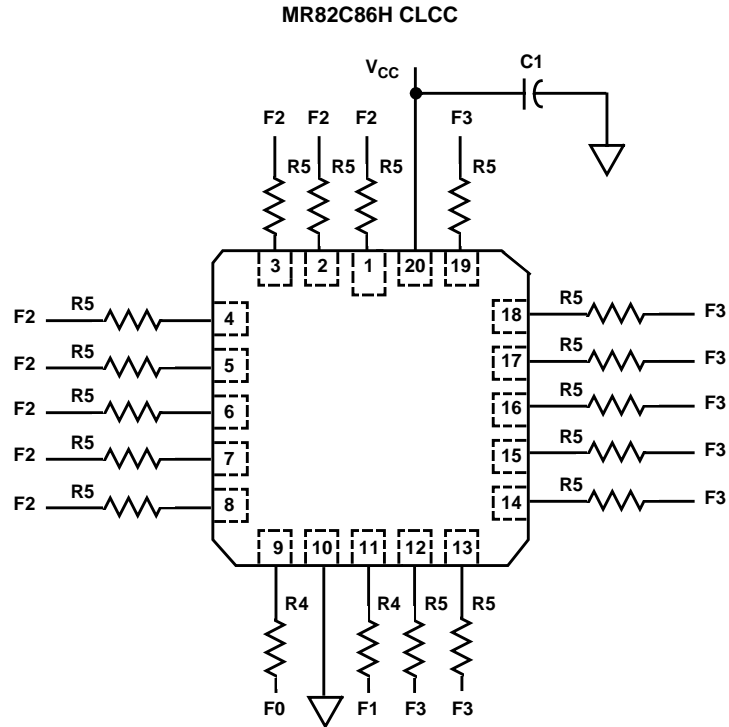 MR82C86H CLCC
VCC
C1
F2 F2 F2 F3
R5 R5 R5 R5
3 2 1 20 19
F2 R5 4 18 R5 F3
F2 R5 5 17 R5 F3
F2 R5 6 16 R5 F3
F2 R5 7 15 R5 F3
F2 R5 8 14 R5 F3
9 10 11 12 13
R4 R4 R5 R5
F0 F1 F3 F3